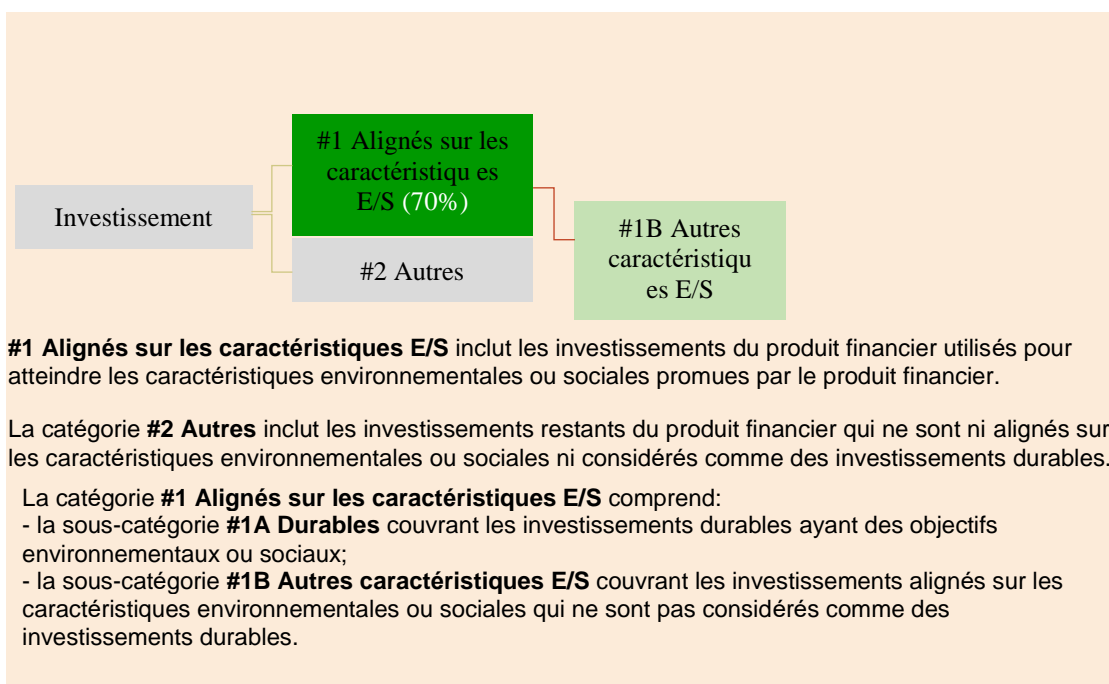 #1 Alignés sur les
caractéristiqu es
E/S (70%)
Investissement
#2 Autres
#1B Autres
caractéristiqu
es E/S
#1 Alignés sur les caractéristiques E/S inclut les investissements du produit financier utilisés pour
atteindre les caractéristiques environnementales ou sociales promues par le produit financier.
La catégorie #2 Autres inclut les investissements restants du produit financier qui ne sont ni alignés sur
les caractéristiques environnementales ou sociales ni considérés comme des investissements durables.
La catégorie #1 Alignés sur les caractéristiques E/S comprend:
- la sous-catégorie #1A Durables couvrant les investissements durables ayant des objectifs
environnementaux ou sociaux;
- la sous-catégorie #1B Autres caractéristiques E/S couvrant les investissements alignés sur les
caractéristiques environnementales ou sociales qui ne sont pas considérés comme des
investissements durables.